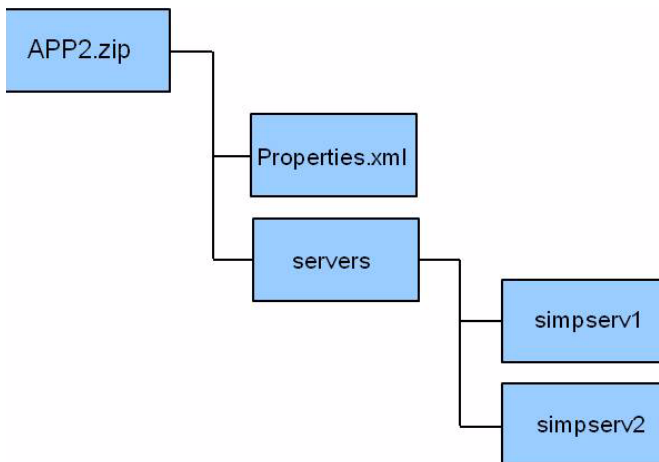 APP2.zip
Properties.xml
servers
simpserv1
simpserv2